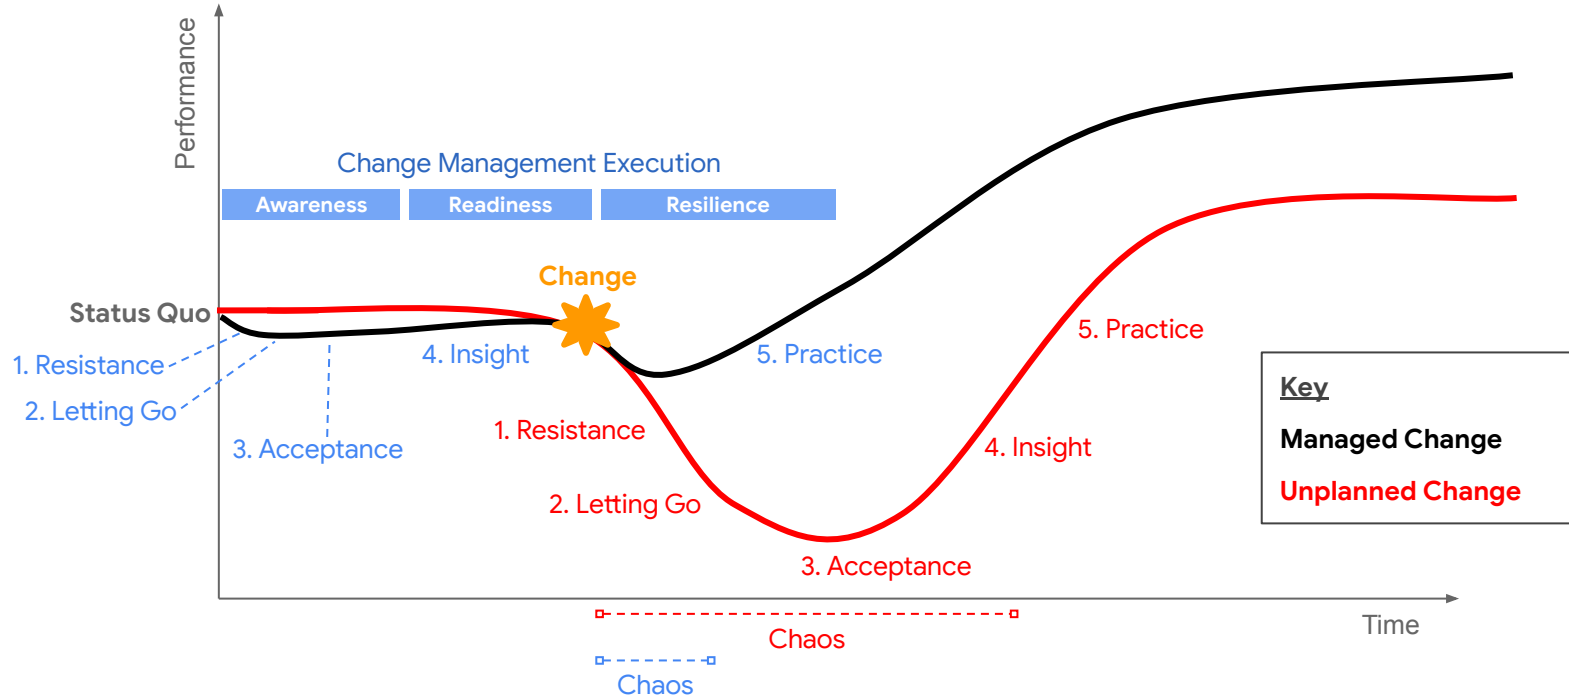 Performance
Change Management Execution
Awareness
Readiness
Resilience
Change
Status Quo
1. Resistance
2. Letting Go
3. Acceptance
4. Insight
5. Practice
1. Resistance
2. Letting Go
3. Acceptance
4. Insight
5. Practice
Key
Managed Change
Unplanned Change
Time
Chaos
Chaos